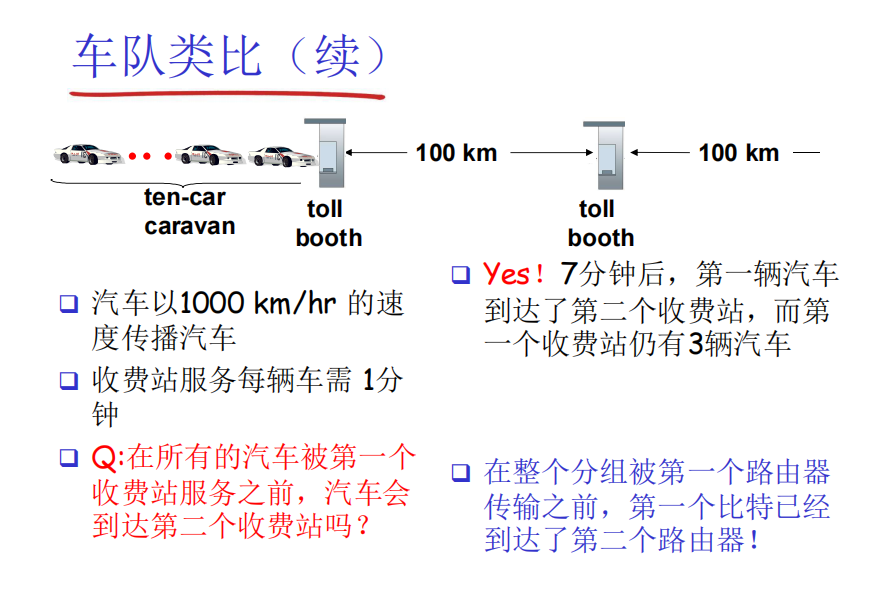 车队类比（续）
100 km
100 km
ten-car
caravan
toll
booth
toll
booth
汽车以1000 km/hr 的速
度传播汽车
收费站服务每辆车需 1分
钟
Q:在所有的汽车被第一个
收费站服务之前，汽车会
到达第二个收费站吗？
Yes！7分钟后，第一辆汽车
到达了第二个收费站，而第
一个收费站仍有3辆汽车
在整个分组被第一个路由器
传输之前，第一个比特已经
到达了第二个路由器！